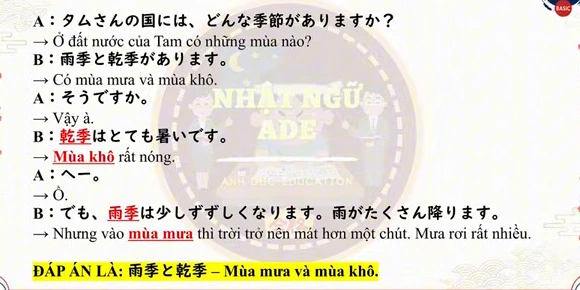 BASIC
A：タムさんの国には、どんな季節がありますか？
→ Ở đất nước của Tam có những mùa nào?
B：雨季と乾季があります。
→ Có mùa mưa và mùa khô.
A：そうですか。
→ Vậy à.
B：乾季はとても暑いです。
→ Mùa khô rất nóng.
A：へー。
→ Ồ.
B：でも、雨季は少しずずしくなります。雨がたくさん降ります。
→ Nhưng vào mùa mưa thì trời trở nên mát hơn một chút. Mưa rơi rất nhiều.
ĐÁP ÁN LÀ: 雨季と乾季 – Mùa mưa và mùa khô.
NHẬT NGỮ
ADE
ANH DUC EDUCATION